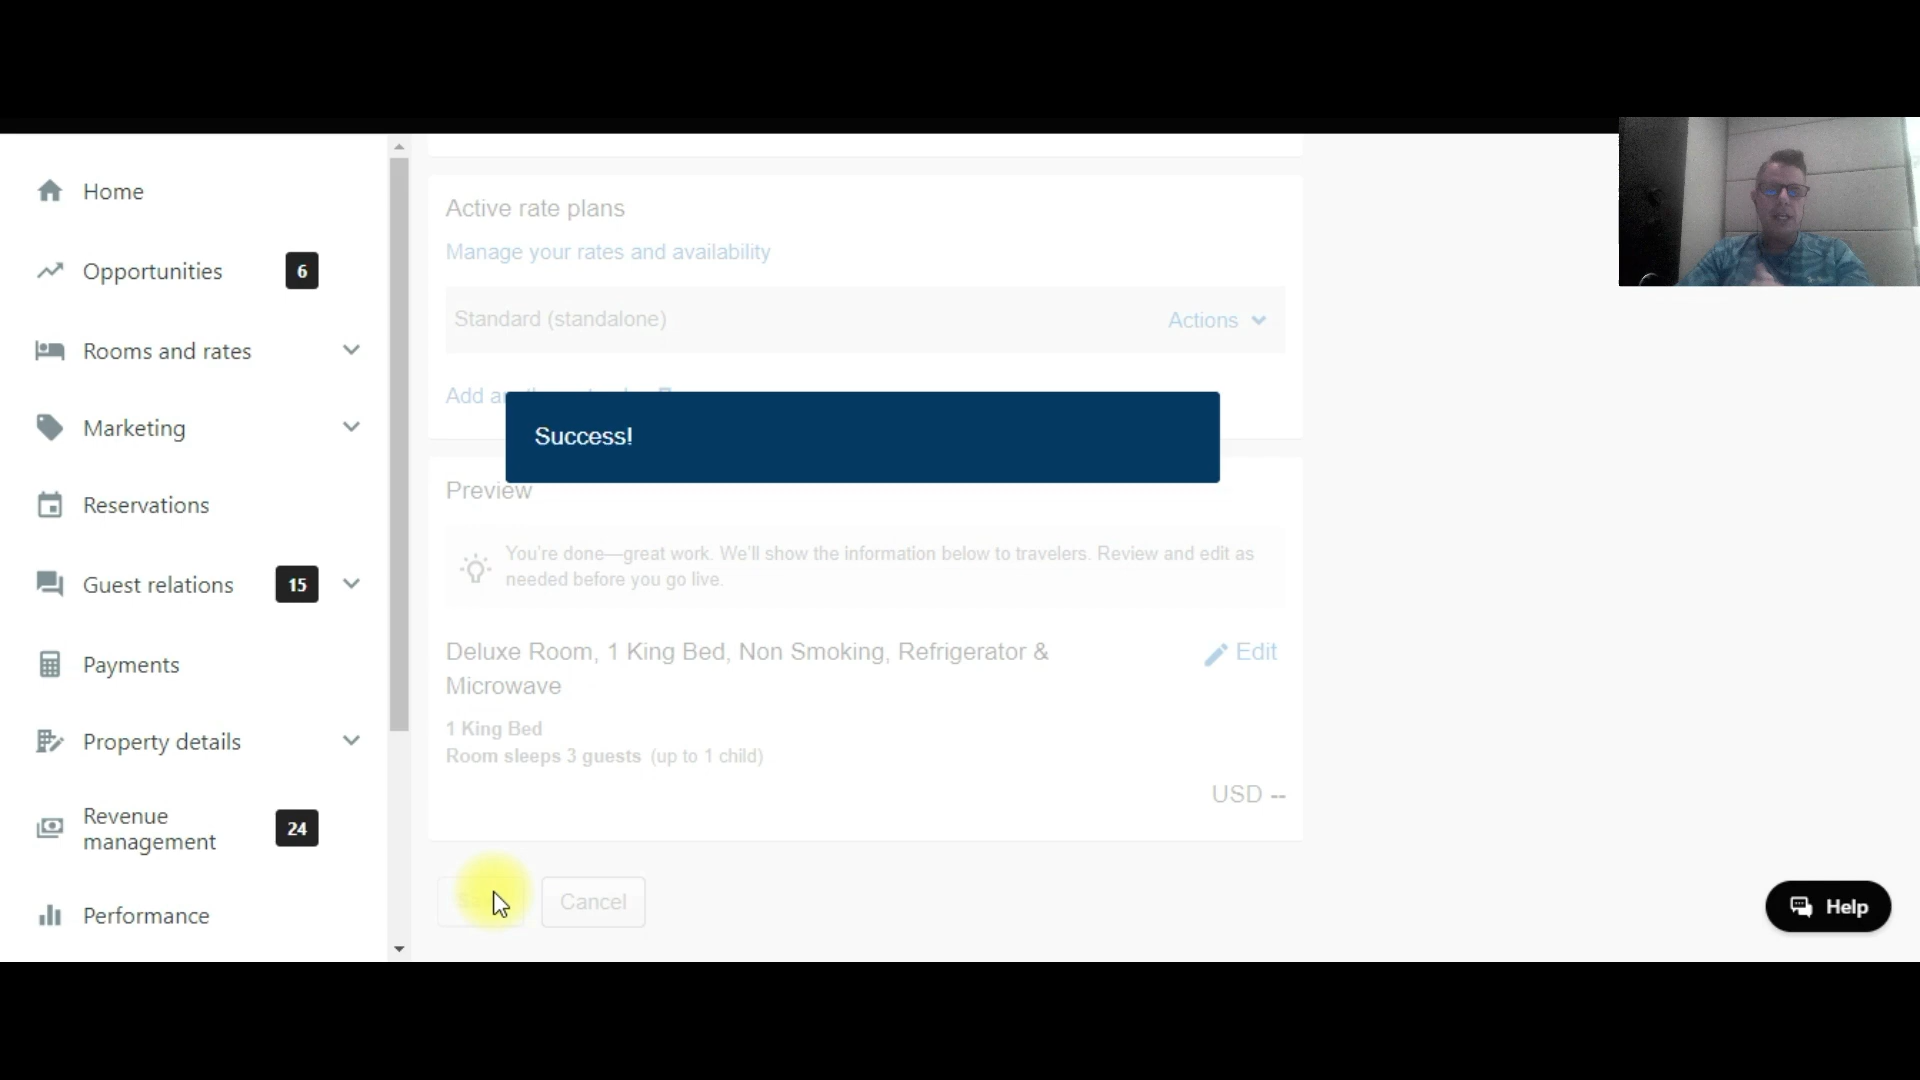 Home
Opportunities 6
Rooms and rates
Marketing
Reservations
Guest relations 15
Payments
Property details
Revenue
management 24
Performance
Active rate plans
Manage your rates and availability
Standard (standalone) Actions
Add
Success!
Preview
You're done—great work. We'll show the information below to travelers. Review and edit as
needed before you go live.
Deluxe Room, 1 King Bed, Non Smoking, Refrigerator &
Microwave
Edit
1 King Bed
Room sleeps 3 guests (up to 1 child)
USD --
Cancel
Help